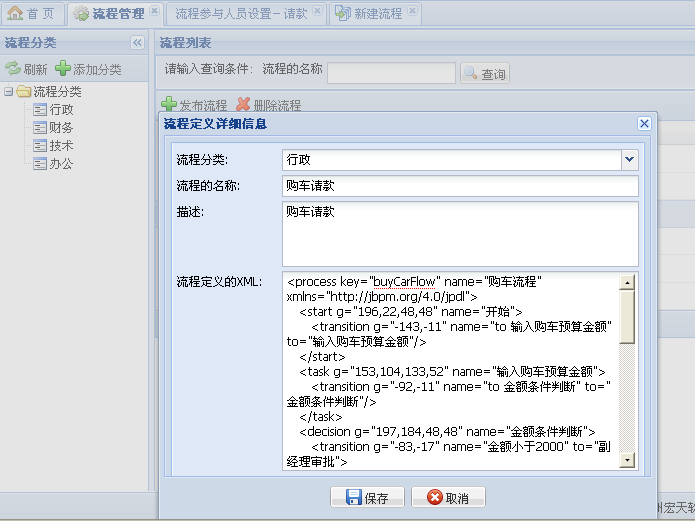 首 页
流程管理
流程参与人员设置－请款
新建流程
流程分类
流程列表
刷新
添加分类
请输入查询条件：
流程的名称
查询
流程分类
行政
财务
技术
办公
发布流程
删除流程
流程定义详细信息
流程分类:
行政
流程的名称:
购车请款
描述:
购车请款
流程定义的XML:
<process key="buyCarFlow" name="购车流程"
xmlns="http://jbpm.org/4.0/jpdl">
<start g="196,22,48,48" name="开始">
<transition g="-143,-11" name="to 输入购车预算金额"
to="输入购车预算金额"/>
</start>
<task g="153,104,133,52" name="输入购车预算金额">
<transition g="-92,-11" name="to 金额条件判断" to="
金额条件判断"/>
</task>
<decision g="197,184,48,48" name="金额条件判断">
<transition g="-83,-17" name="金额小于2000" to="副
经理审批">
保存
取消
宏天软